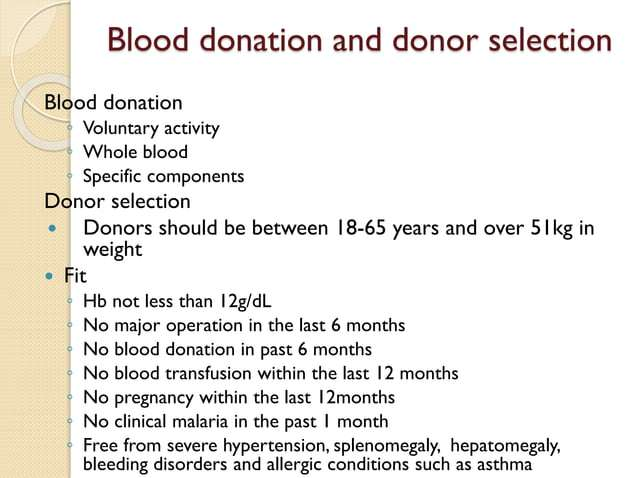 Blood donation and donor selection
Blood donation
Voluntary activity
Whole blood
Specific components
Donor selection
Donors should be between 18-65 years and over 51kg in
weight
Fit
Hb not less than 12g/dL
No major operation in the last 6 months
No blood donation in past 6 months
No blood transfusion within the last 12 months
No pregnancy within the last 12months
No clinical malaria in the past 1 month
Free from severe hypertension, splenomegaly, hepatomegaly,
bleeding disorders and allergic conditions such as asthma